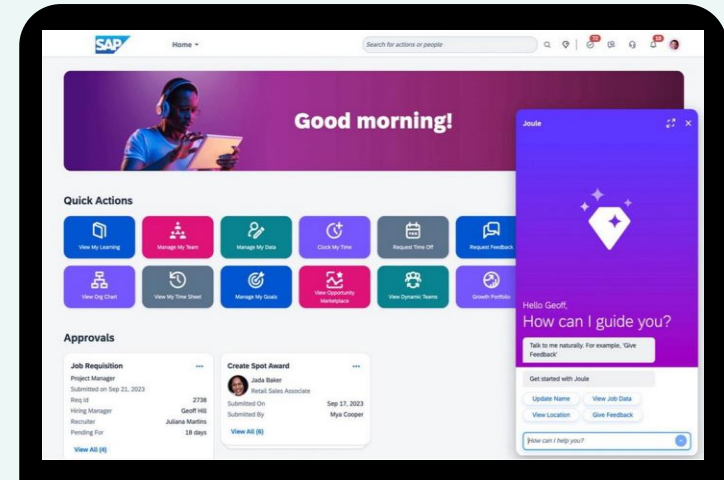 SAP
Home
Search for actions or people
Good morning!
Joule
Hello Geoff,
How can I guide you?
Talk to me naturally. For example, 'Give
Feedback'
Get started with Joule
Update Name
View Job Data
View Location
Give Feedback
How can I help you?
Quick Actions
View My Learning
Manage My Team
Manage My Data
Clock My Time
Request Time Off
Request Feedback
View Org Chart
View My Time Sheet
Manage My Goals
View Opportunity
Marketplace
View Dynamic Teams
Growth Portfolio
Approvals
Job Requisition
Project Manager
Submitted on Sep 21, 2023
Req Id 2738
Hiring Manager Geoff Hill
Recruiter Juliana Martins
Pending For 18 days
View All (4)
Create Spot Award
Jada Baker
Retail Sales Associate
Submitted On Sep 17, 2023
Submitted By Mya Cooper
View All (6)